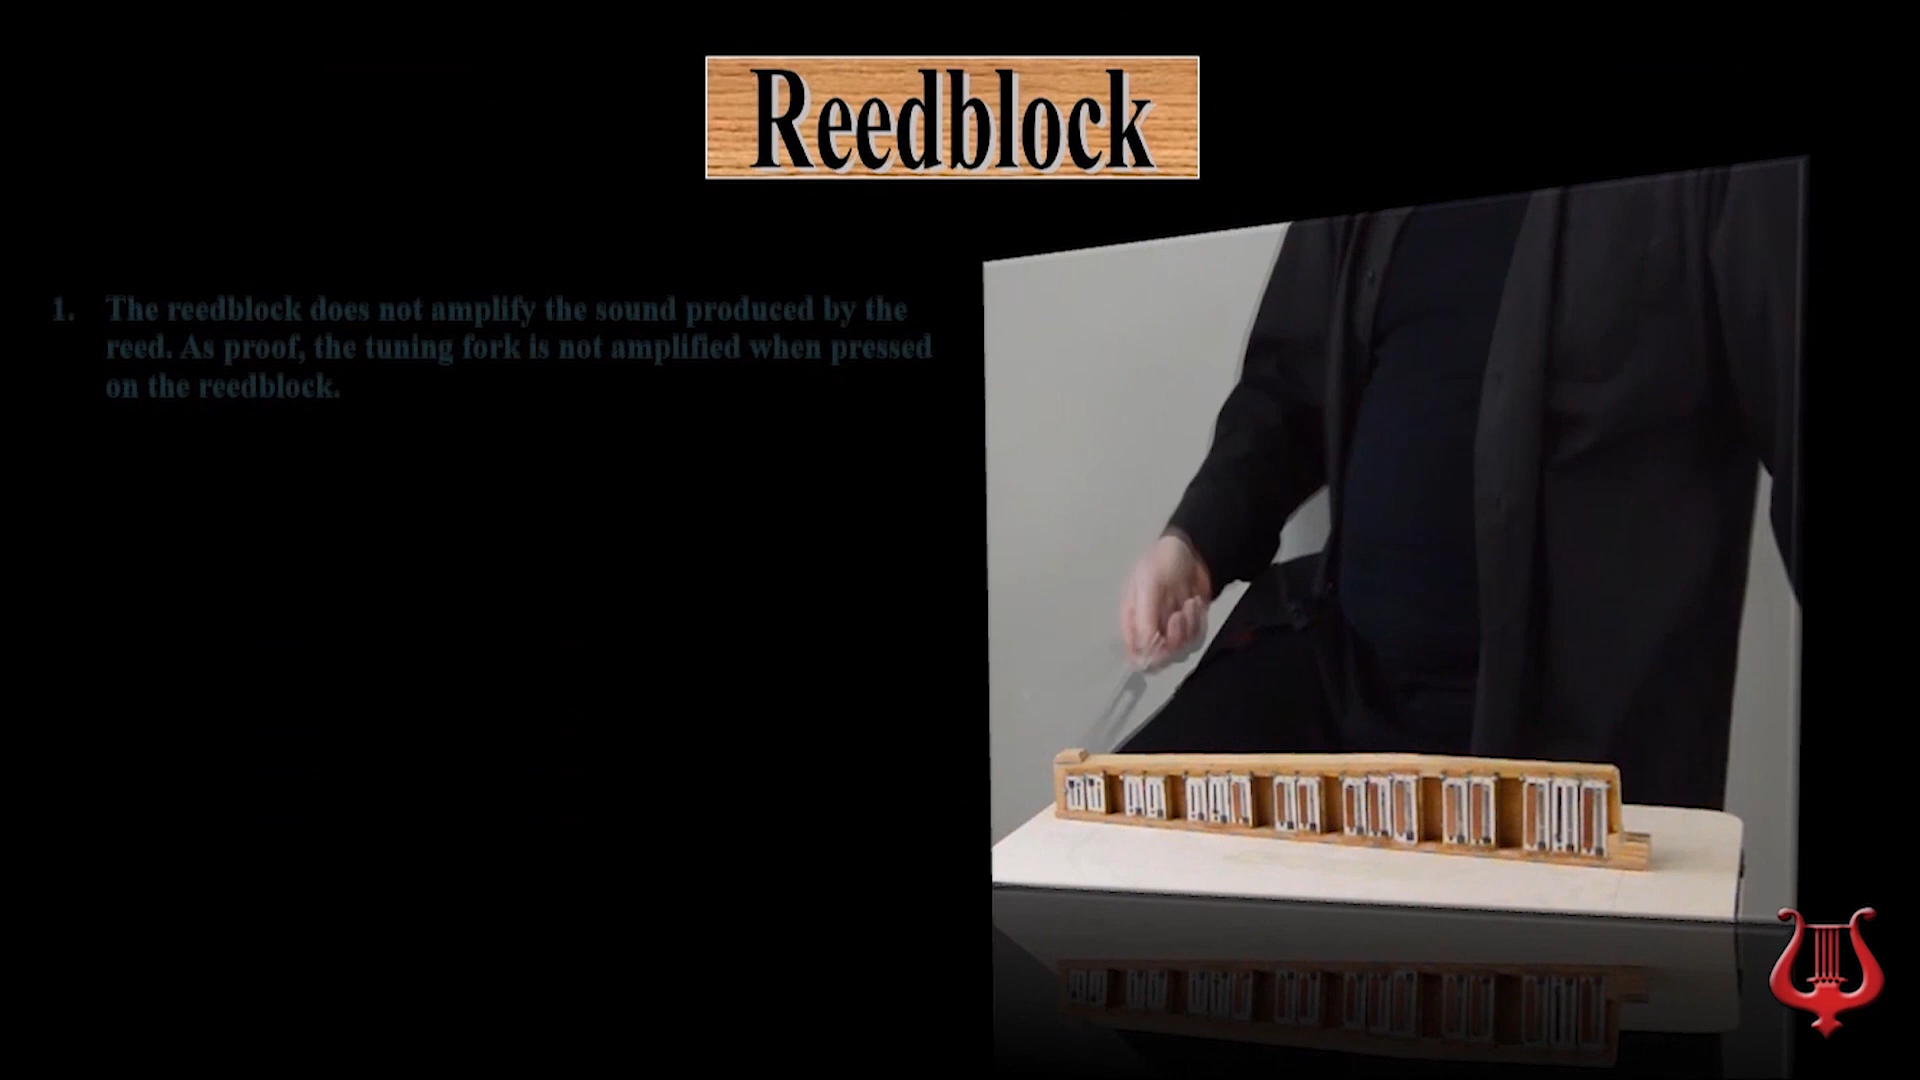 Reedblock
1. The reedblock does not amplify the sound produced by the
reed. As proof, the tuning fork is not amplified when pressed
on the reedblock.